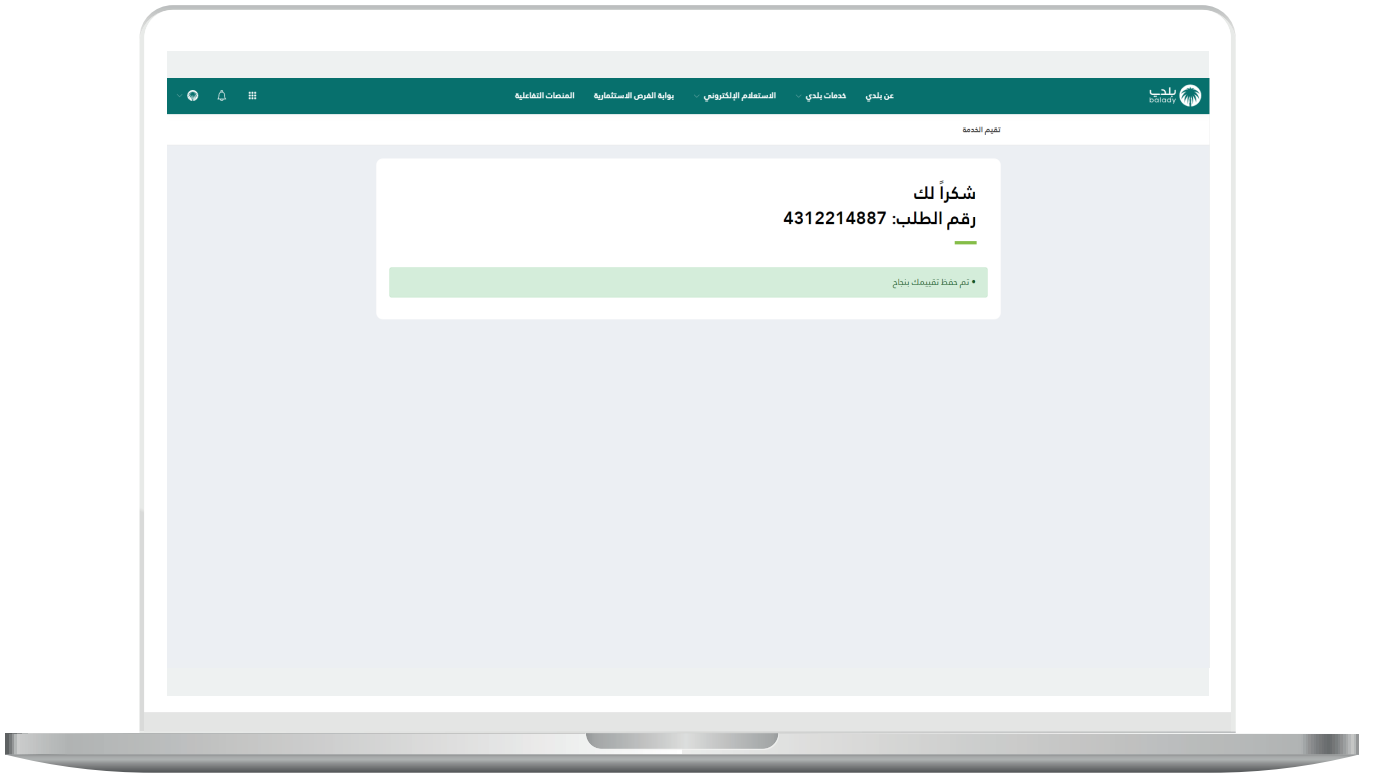 بلدي
balady
عن بلدي خدمات بلدي الاستعلام الإلكتروني بوابة الفرص الاستثمارية المنصات التفاعلية
تقيم الخدمة
شكراً لك
رقم الطلب: 4312214887
• تم حفظ تقييمك بنجاح